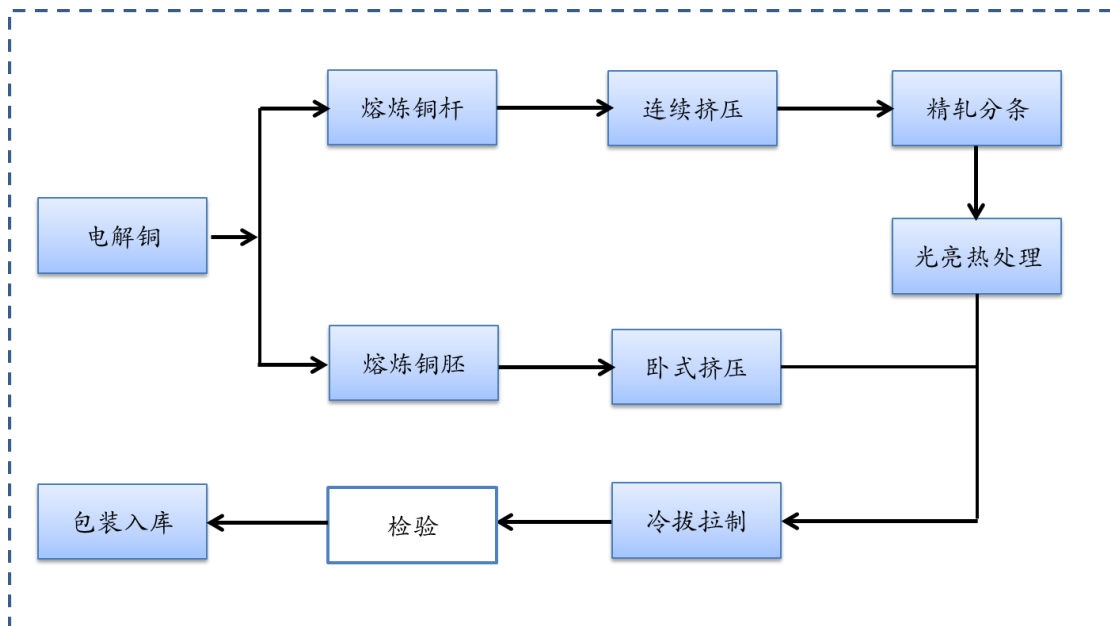 熔炼铜杆
连续挤压
精轧分条
电解铜
光亮热处理
熔炼铜胚
卧式挤压
包装入库
检验
冷拔拉制